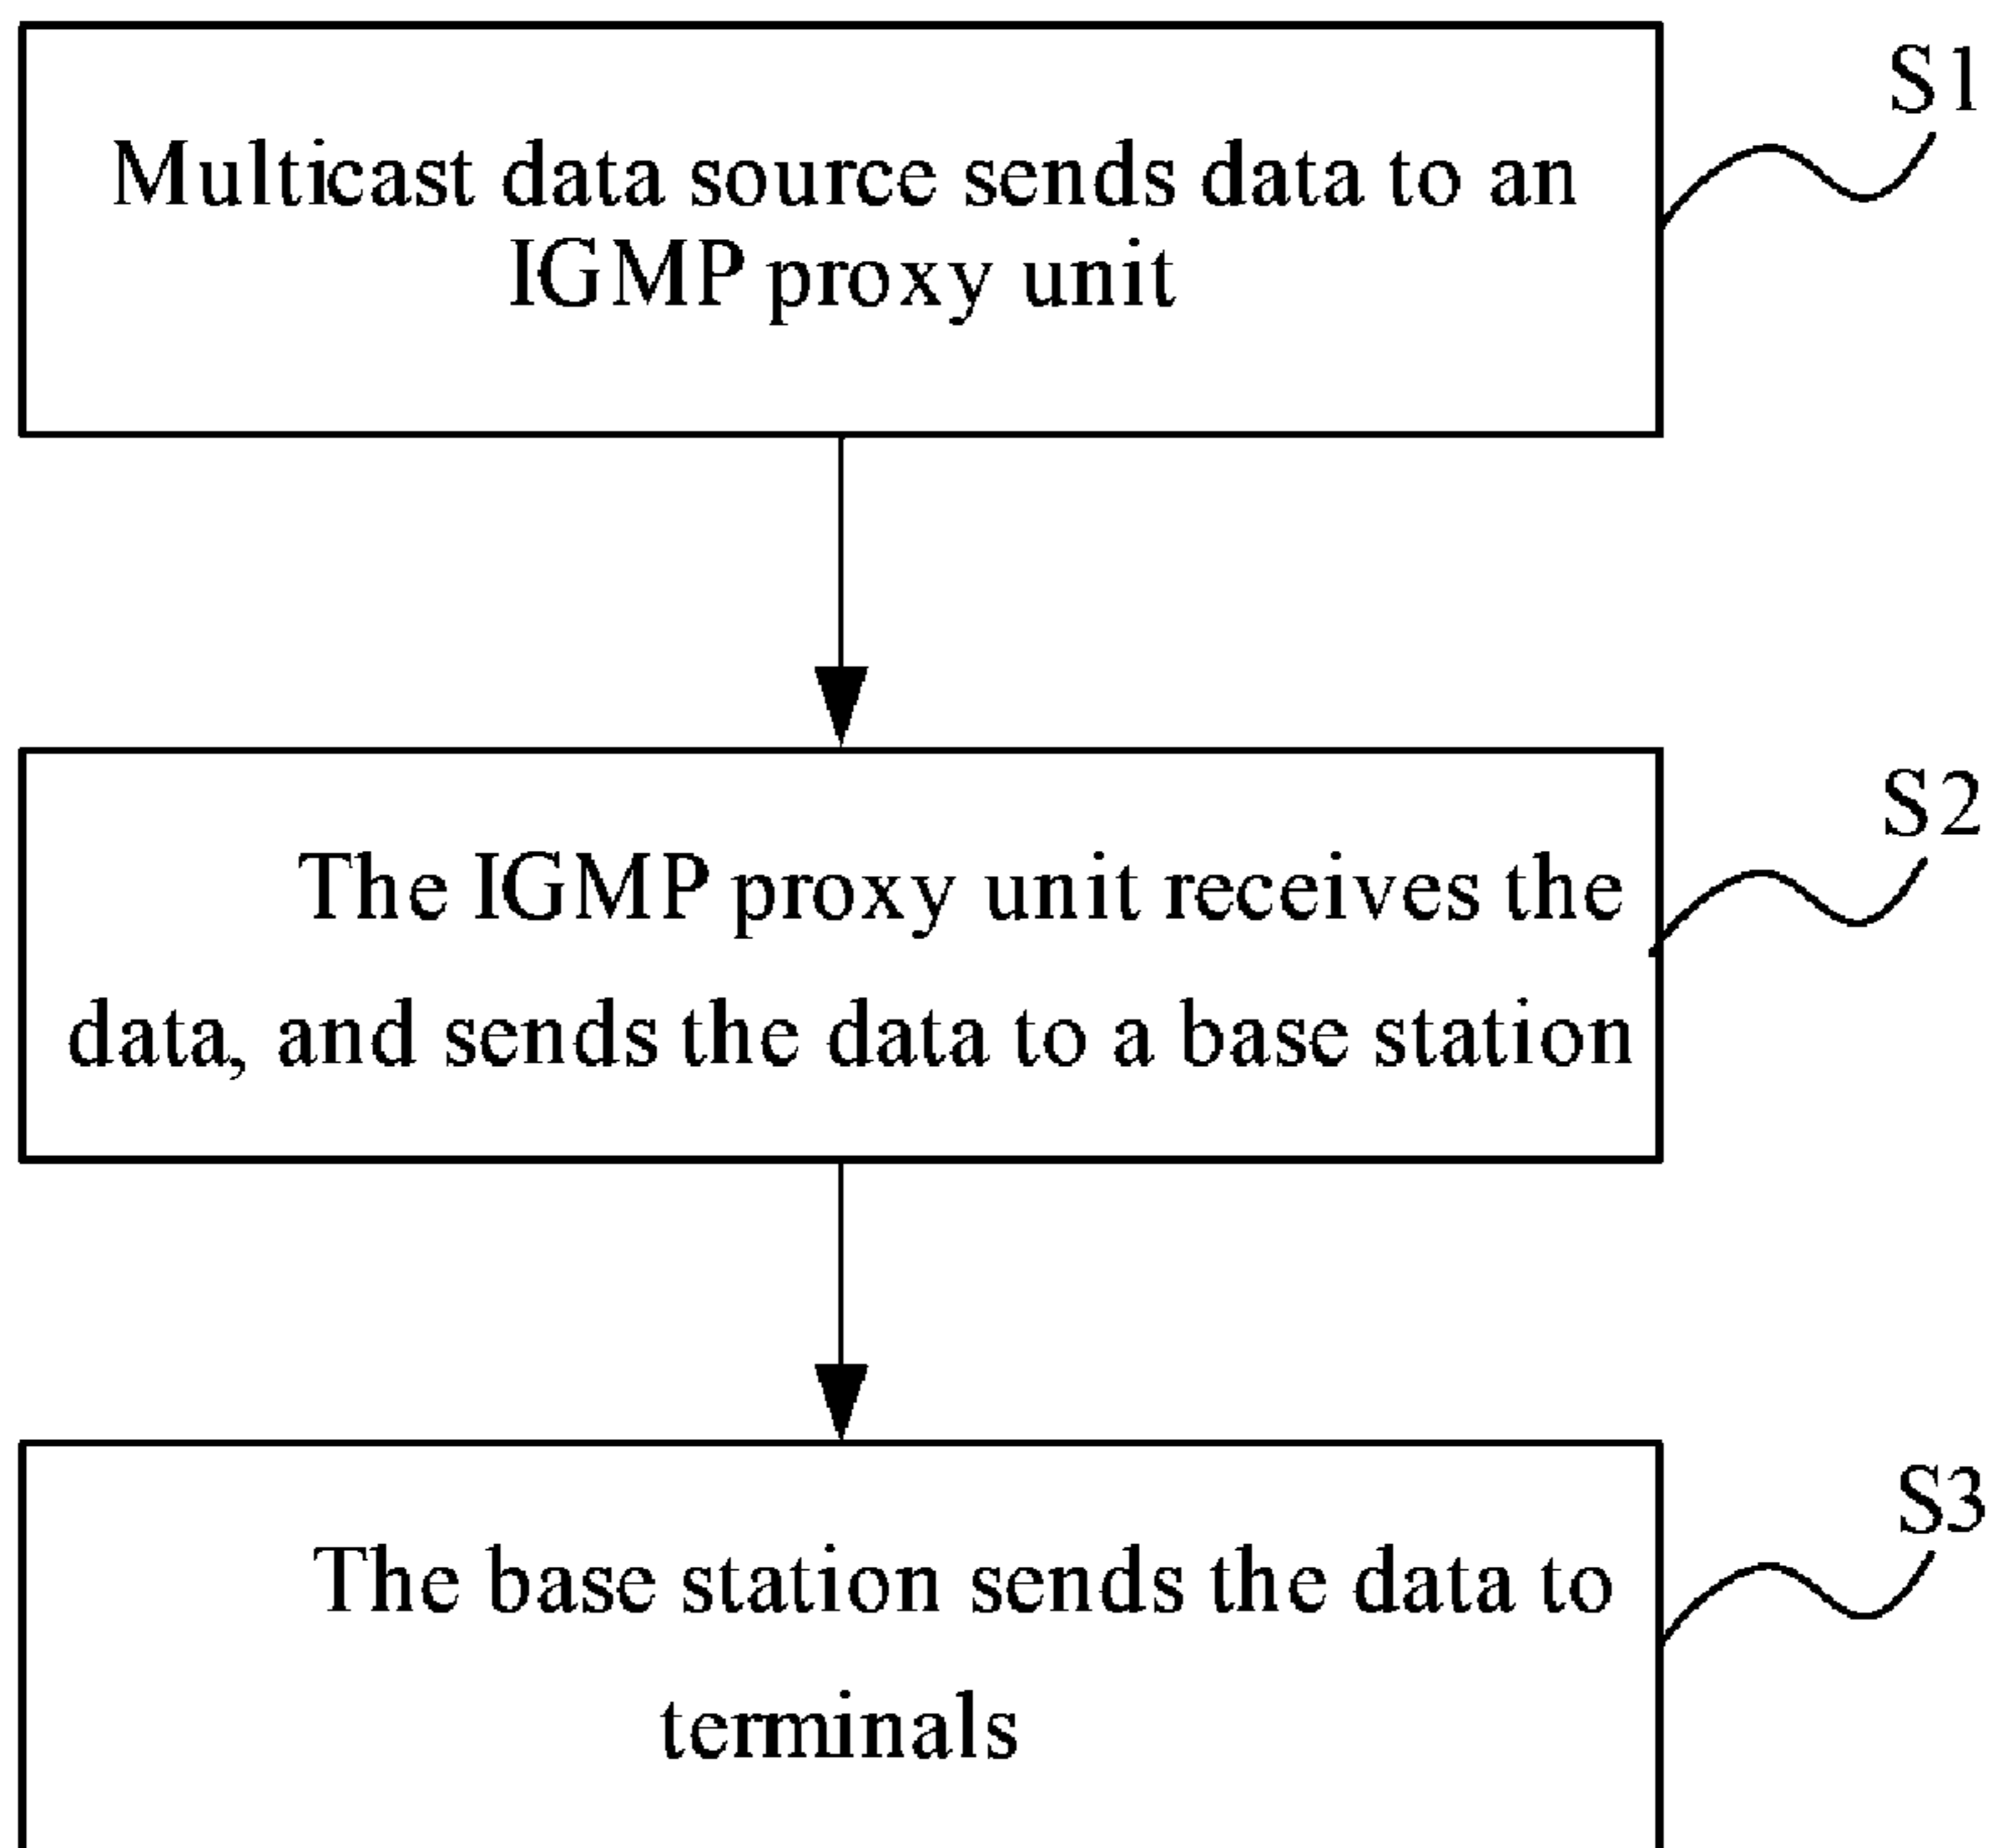 S1
Multicast data source sends data to an
IGMP proxy unit
S2
The IGMP proxy unit receives the
data, and sends the data to a base station
S3
The base station sends the data to
terminals